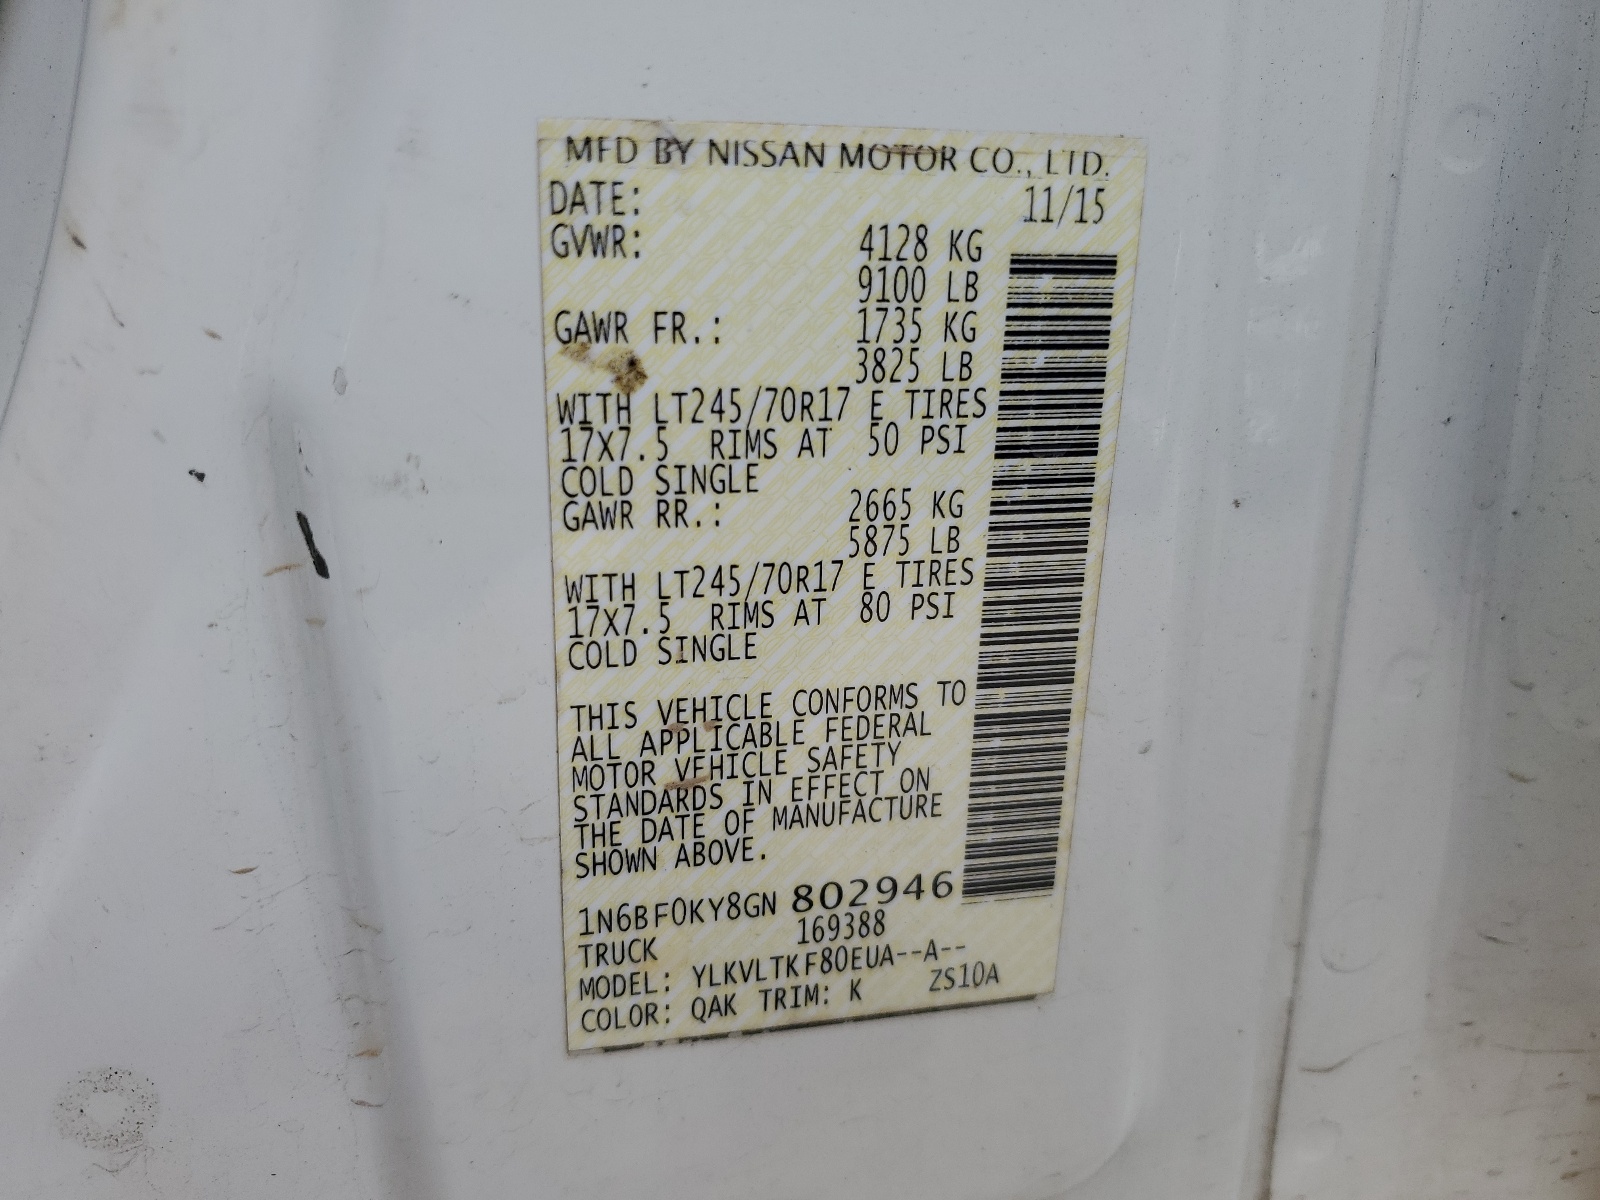 MFD BY NISSAN MOTOR CO., LTD.
DATE: 11/15
GVWR: 4128 KG
9100 LB
GAWR FR.: 1735 KG
3825 LB
WITH LT245/70R17 E TIRES
17X7.5 RIMS AT 50 PSI
COLD SINGLE
GAWR RR.: 2665 KG
5875 LB
WITH LT245/70R17 E TIRES
17X7.5 RIMS AT 80 PSI
COLD SINGLE
THIS VEHICLE CONFORMS TO
ALL APPLICABLE FEDERAL
MOTOR VEHICLE SAFETY
STANDARDS IN EFFECT ON
THE DATE OF MANUFACTURE
SHOWN ABOVE.
1N6BF0KY8GN 802946
TRUCK 169388
MODEL: YLKVLTKF80EUA--A--
COLOR: QAK TRIM: K ZS10A